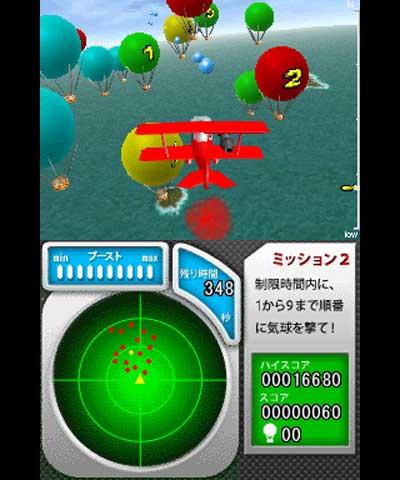 N
1
3
2
low
min ブースト max
残り時間
348
秒
ミッション2
制限時間内に、
1から9まで順番
に気球を撃て!
ハイスコア
00016680
スコア
00000060
00